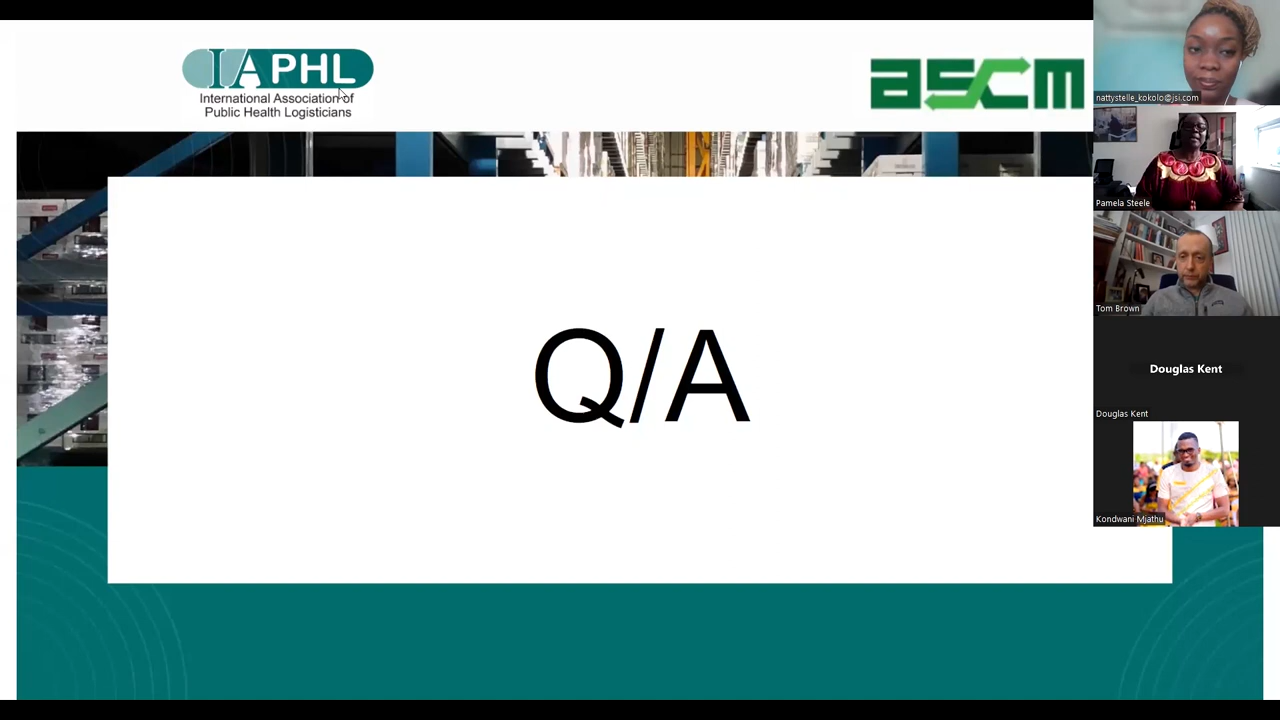 IAPHL
International Association of
Public Health Logisticians
ascm
Q/A
nattystelle_kokolo@jsi.com
Pamela Steele
Tom Brown
Douglas Kent
Douglas Kent
Kondwani Mjathu